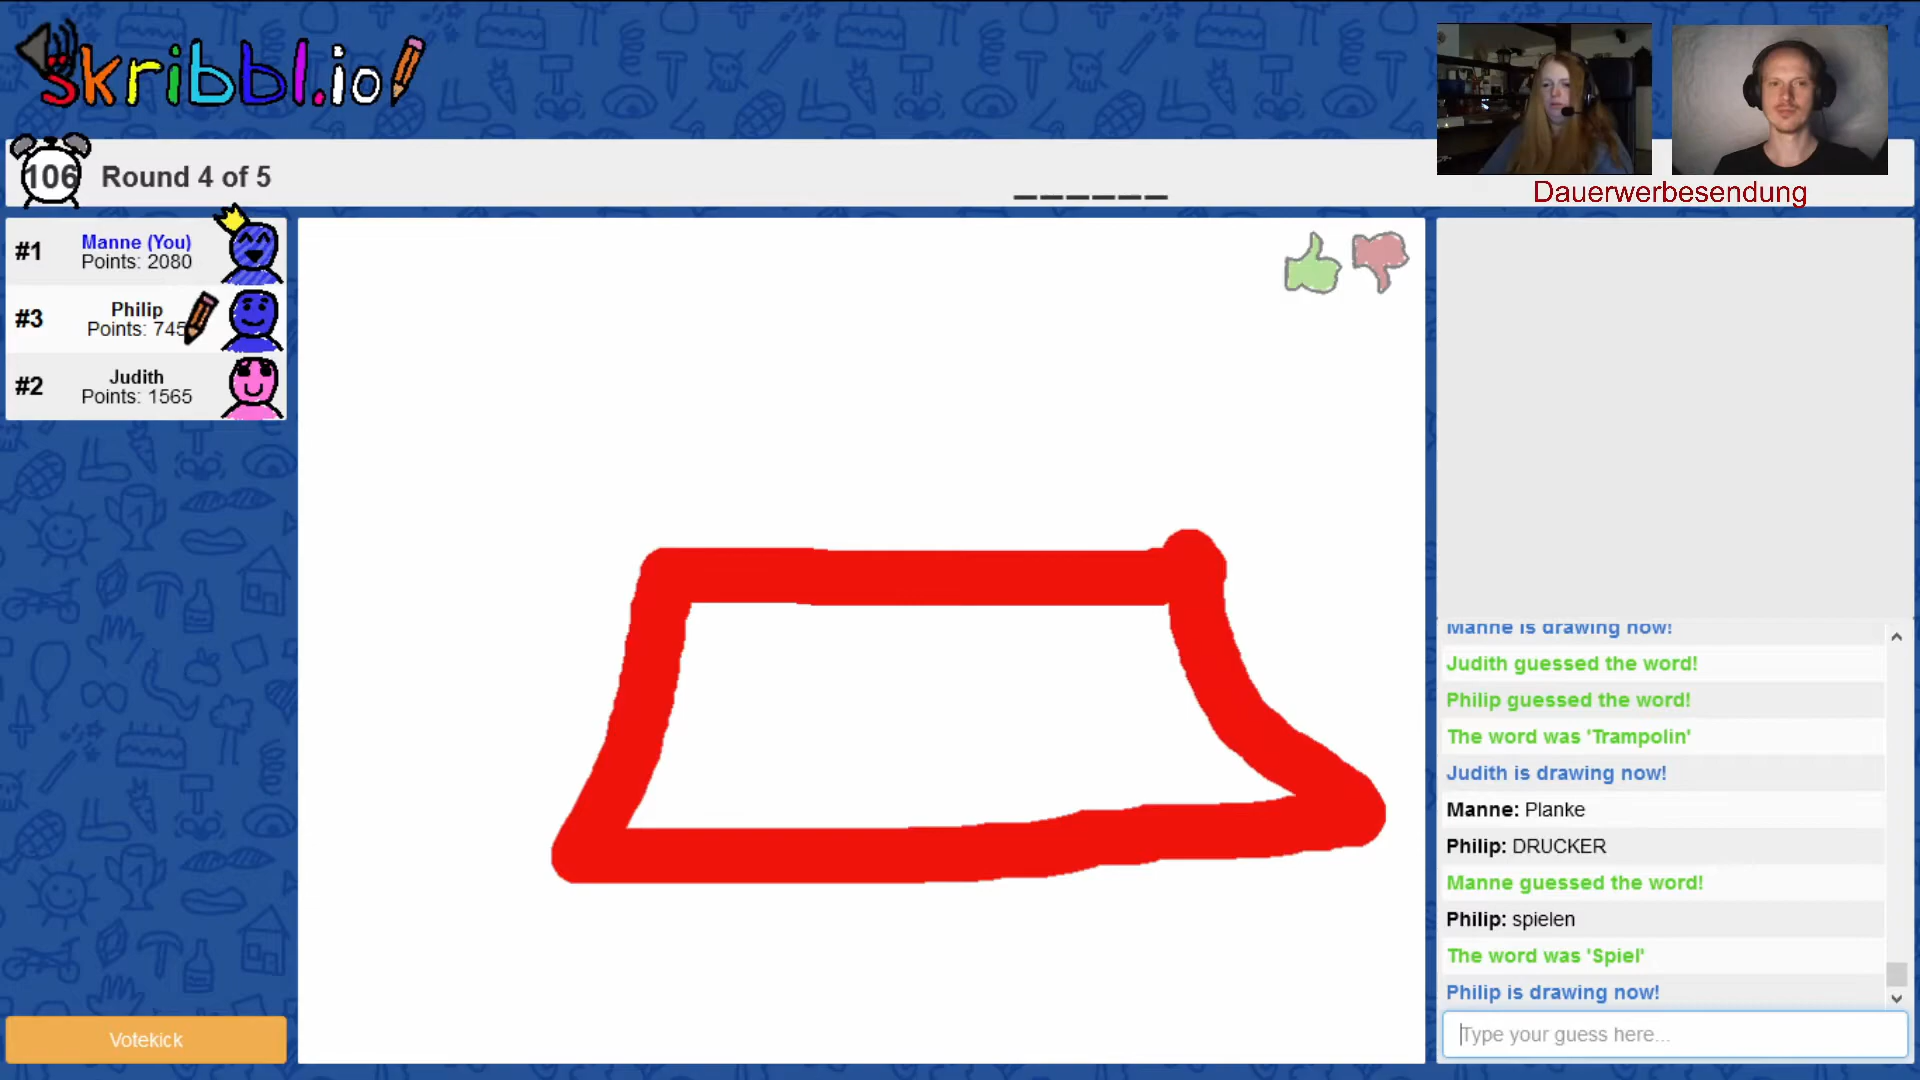 skribbl.io
106
Round 4 of 5
______
Dauerwerbesendung
#1
Manne (You)
Points: 2080
#3
Philip
Points: 745
#2
Judith
Points: 1565
Manne is drawing now!
Judith guessed the word!
Philip guessed the word!
The word was 'Trampolin'
Judith is drawing now!
Manne: Planke
Philip: DRUCKER
Manne guessed the word!
Philip: spielen
The word was 'Spiel'
Philip is drawing now!
Type your guess here...
Votekick